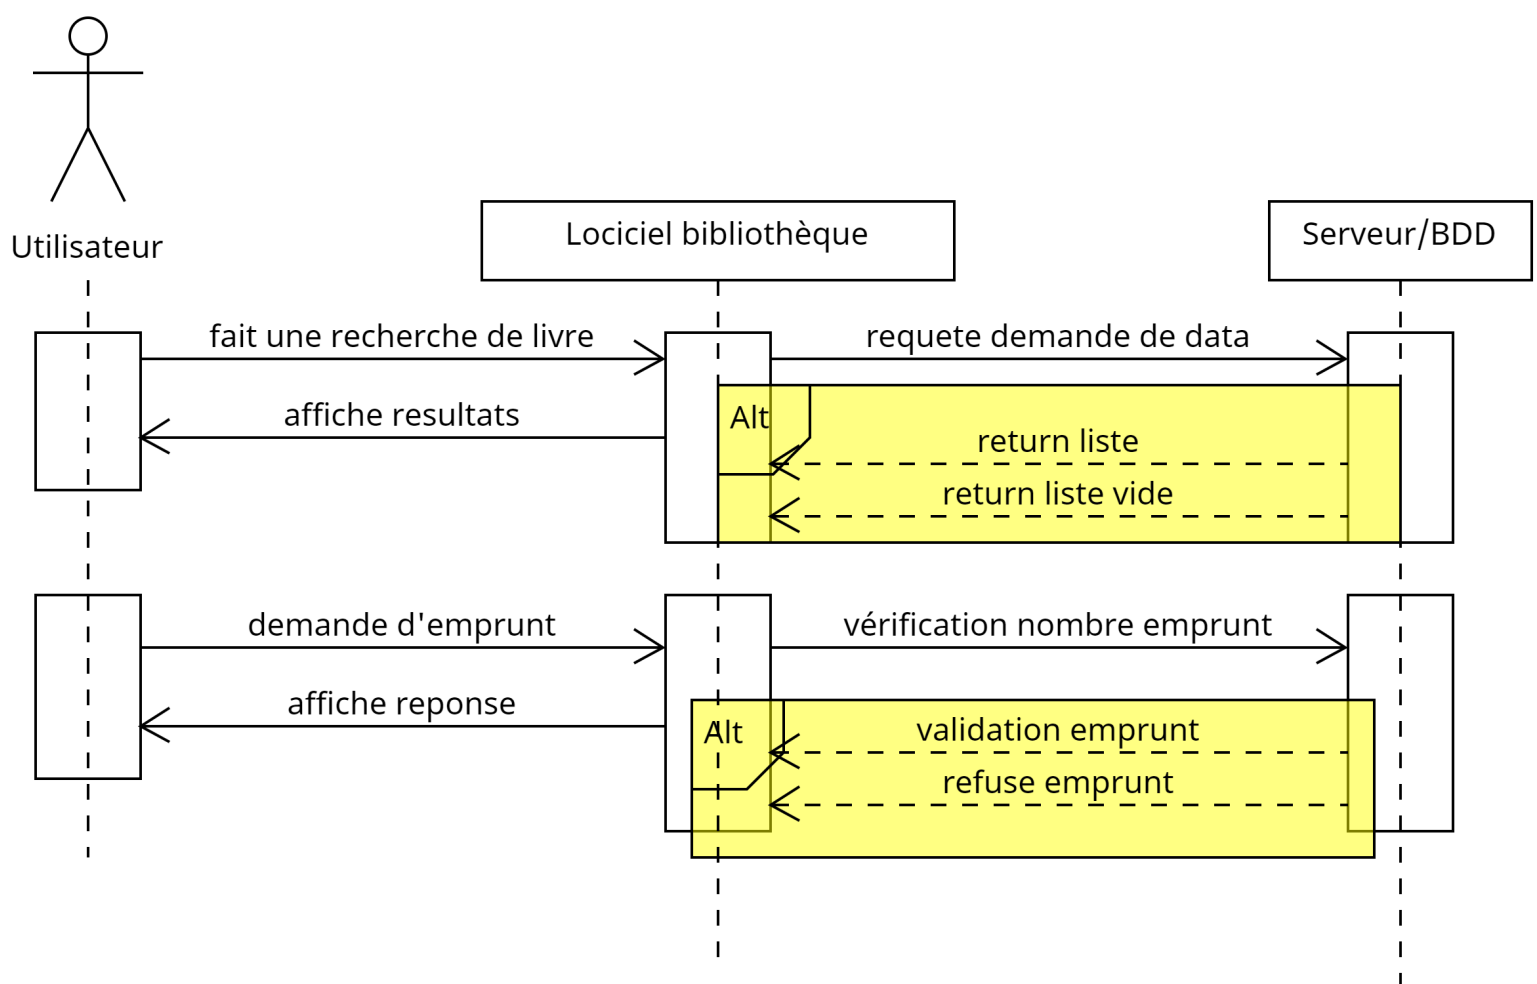 Utilisateur
Lociciel bibliothèque
Serveur/BDD
fait une recherche de livre
requete demande de data
affiche resultats
Alt
return liste
return liste vide
demande d'emprunt
vérification nombre emprunt
affiche reponse
Alt
validation emprunt
refuse emprunt